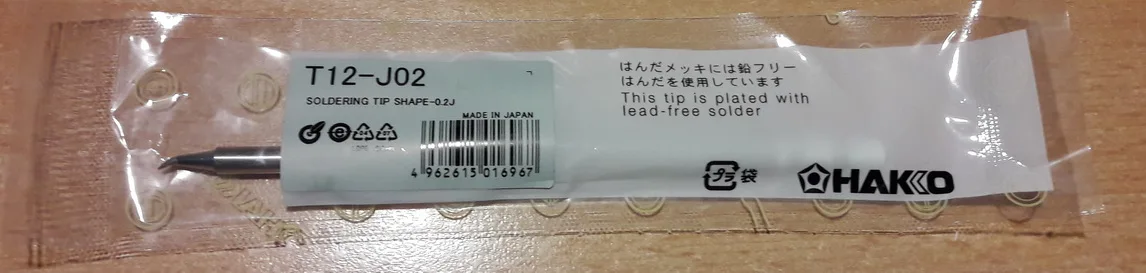 T12-J02
SOLDERING TIP SHAPE-0.2J
MADE IN JAPAN
4 962615 016967
はんだメッキには鉛フリー
はんだを使用しています
This tip is plated with
lead-free solder
プラ 袋
HAKKO